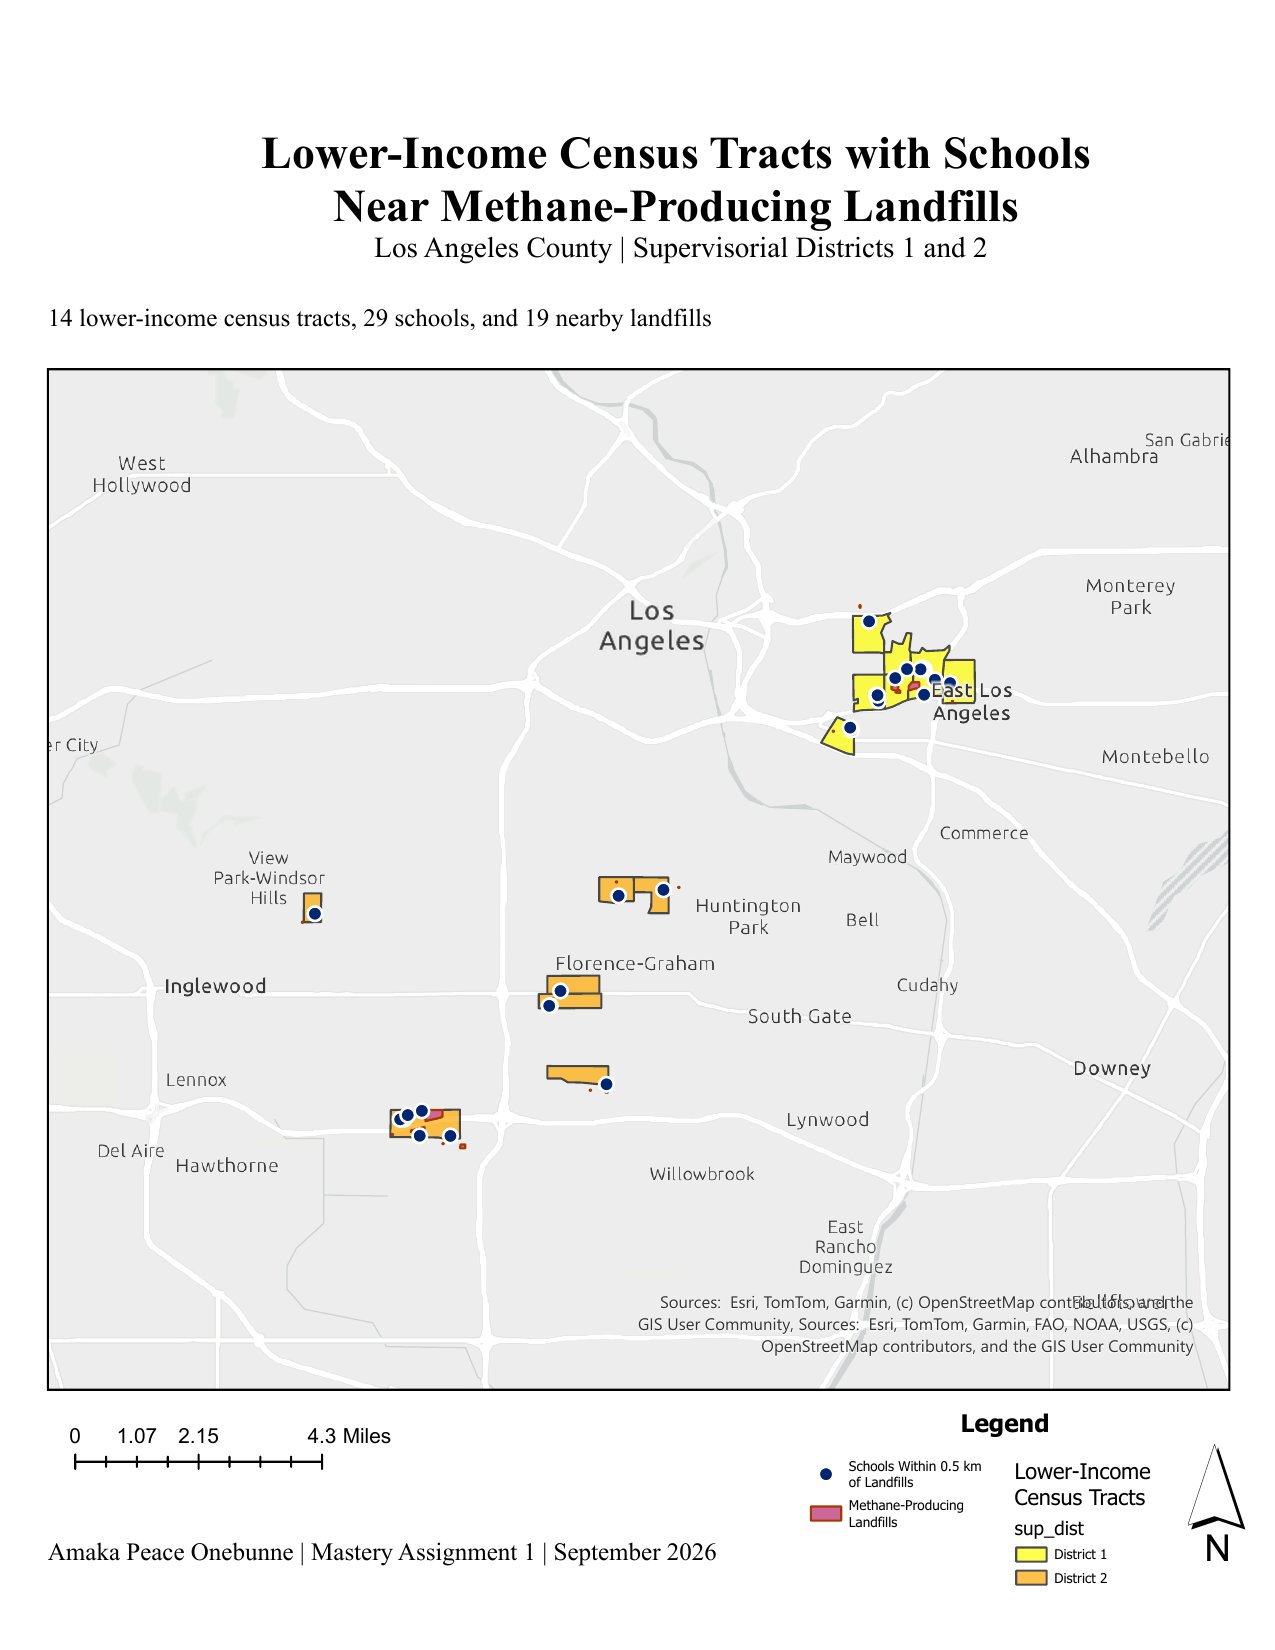 Lower-Income Census Tracts with Schools
Near Methane-Producing Landfills
Los Angeles County | Supervisorial Districts 1 and 2
14 lower-income census tracts, 29 schools, and 19 nearby landfills
San Gabrie
Alhambra
West
Hollywood
Monterey
Park
Los
Angeles
East Los
Angeles
er City
Montebello
Commerce
Maywood
View
Park-Windsor
Hills
Huntington
Park
Bell
Florence-Graham
Inglewood
Cudahy
South Gate
Downey
Lennox
Lynwood
Del Aire
Hawthorne
Willowbrook
East
Rancho
Dominguez
Bellflower
Sources: Esri, TomTom, Garmin, (c) OpenStreetMap contributors, and the
GIS User Community, Sources: Esri, TomTom, Garmin, FAO, NOAA, USGS, (c)
OpenStreetMap contributors, and the GIS User Community
0 1.07 2.15 4.3 Miles
Legend
Schools Within 0.5 km
of Landfills
Methane-Producing
Landfills
Lower-Income
Census Tracts
sup_dist
District 1
District 2
N
Amaka Peace Onebunne | Mastery Assignment 1 | September 2026